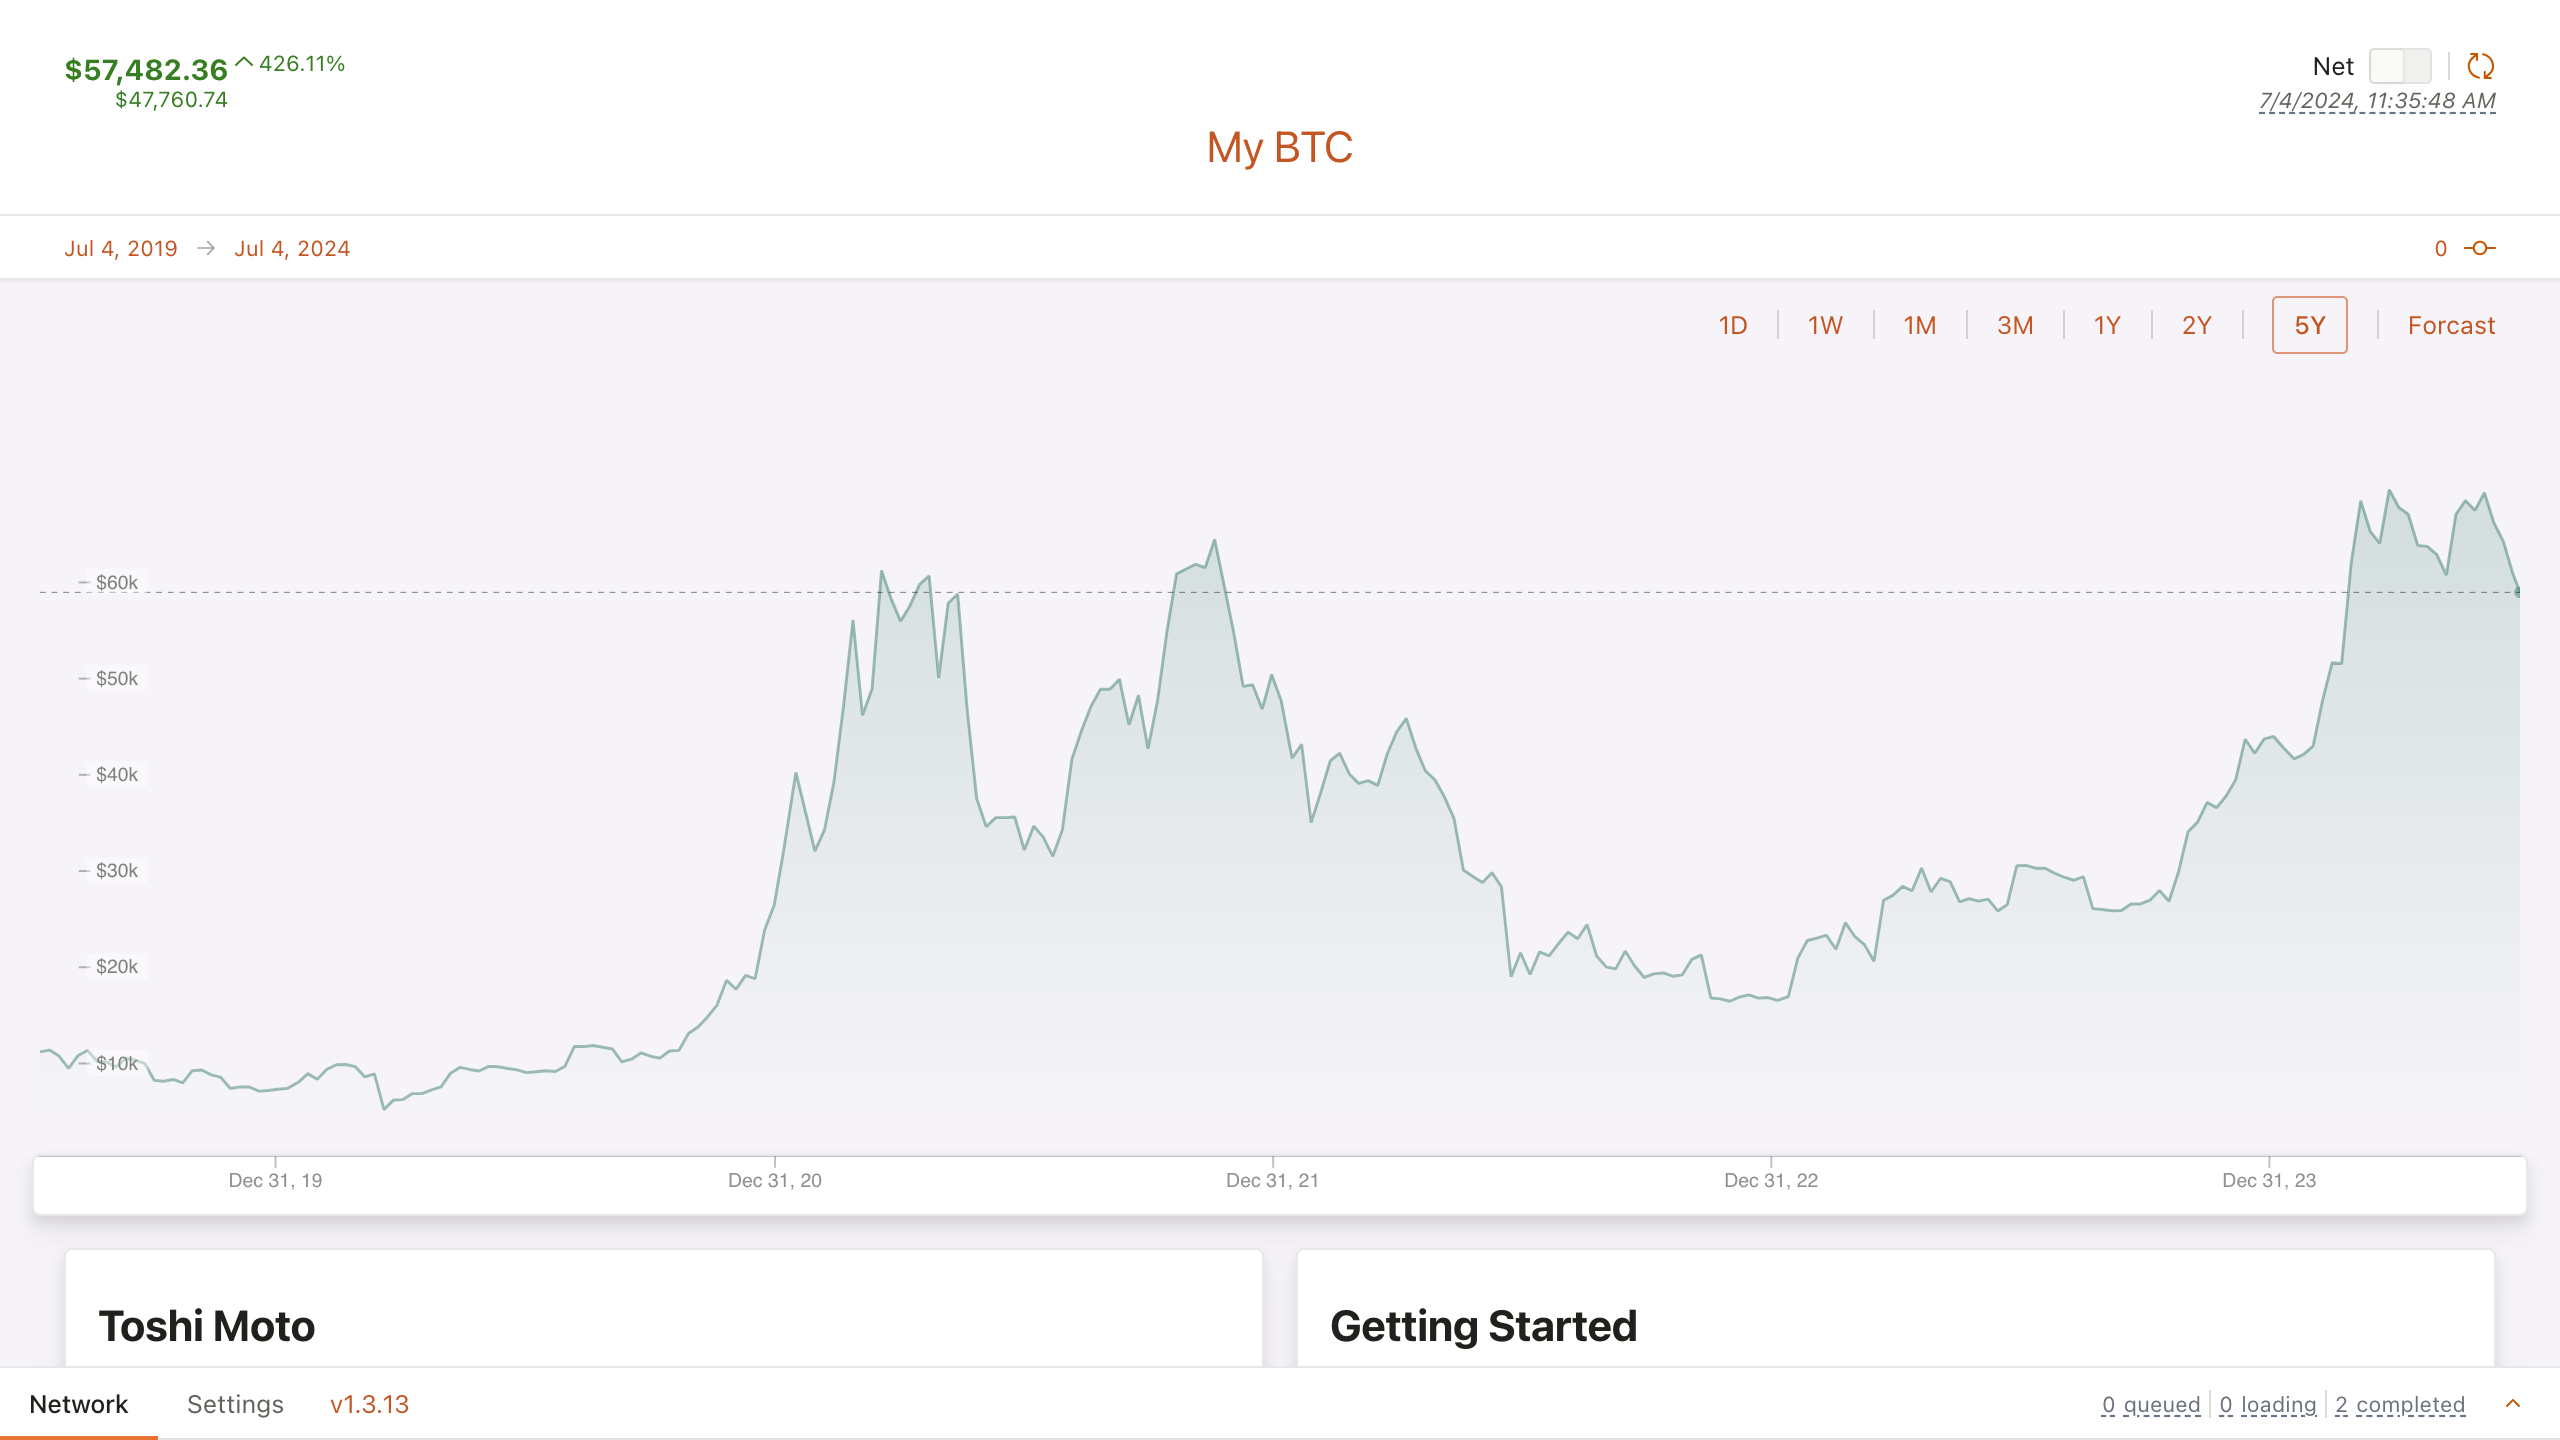 $57,482.36 426.11%
$47,760.74
Net
7/4/2024, 11:35:48 AM
My BTC
Jul 4, 2019 → Jul 4, 2024
0
1D 1W 1M 3M 1Y 2Y 5Y Forcast
$60k
$50k
$40k
$30k
$20k
$10k
Dec 31, 19 Dec 31, 20 Dec 31, 21 Dec 31, 22 Dec 31, 23
Toshi Moto
Getting Started
Network Settings v1.3.13
0 queued 0 loading 2 completed